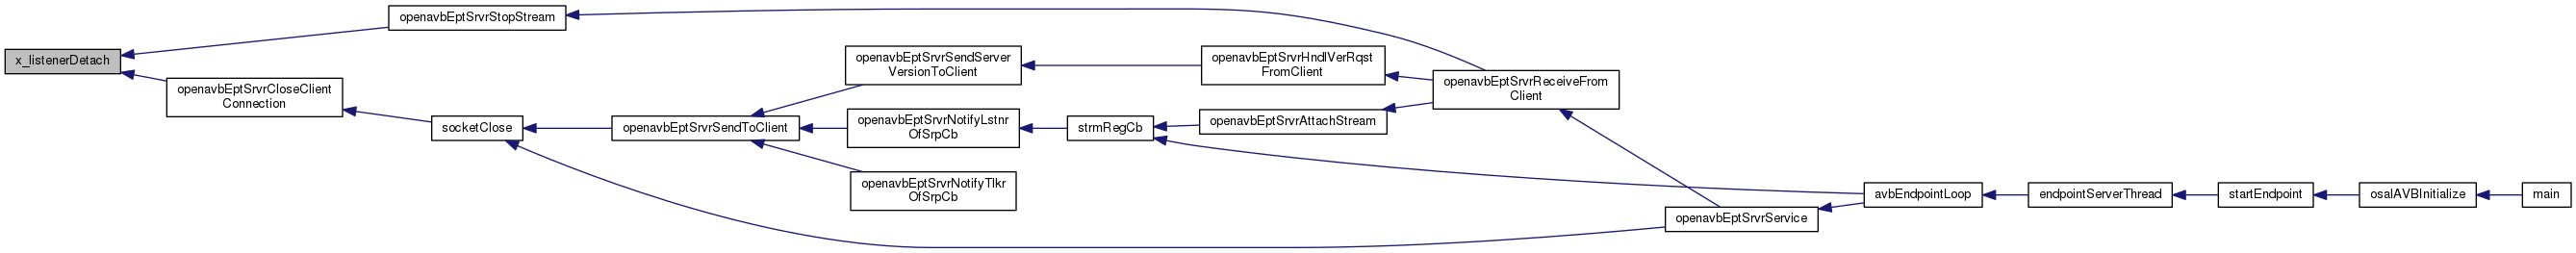 x_listenerDetach
openavbEptSrvrStopStream
openavbEptSrvrCloseClient
Connection
socketClose
openavbEptSrvrSendToClient
openavbEptSrvrSendServer
VersionToClient
openavbEptSrvrNotifyLstnr
OfSrpCb
openavbEptSrvrNotifyTlkr
OfSrpCb
strmRegCb
openavbEptSrvrHndlVerRqst
FromClient
openavbEptSrvrAttachStream
openavbEptSrvrReceiveFrom
Client
openavbEptSrvrService
avbEndpointLoop
endpointServerThread
startEndpoint
osalAVBInitialize
main